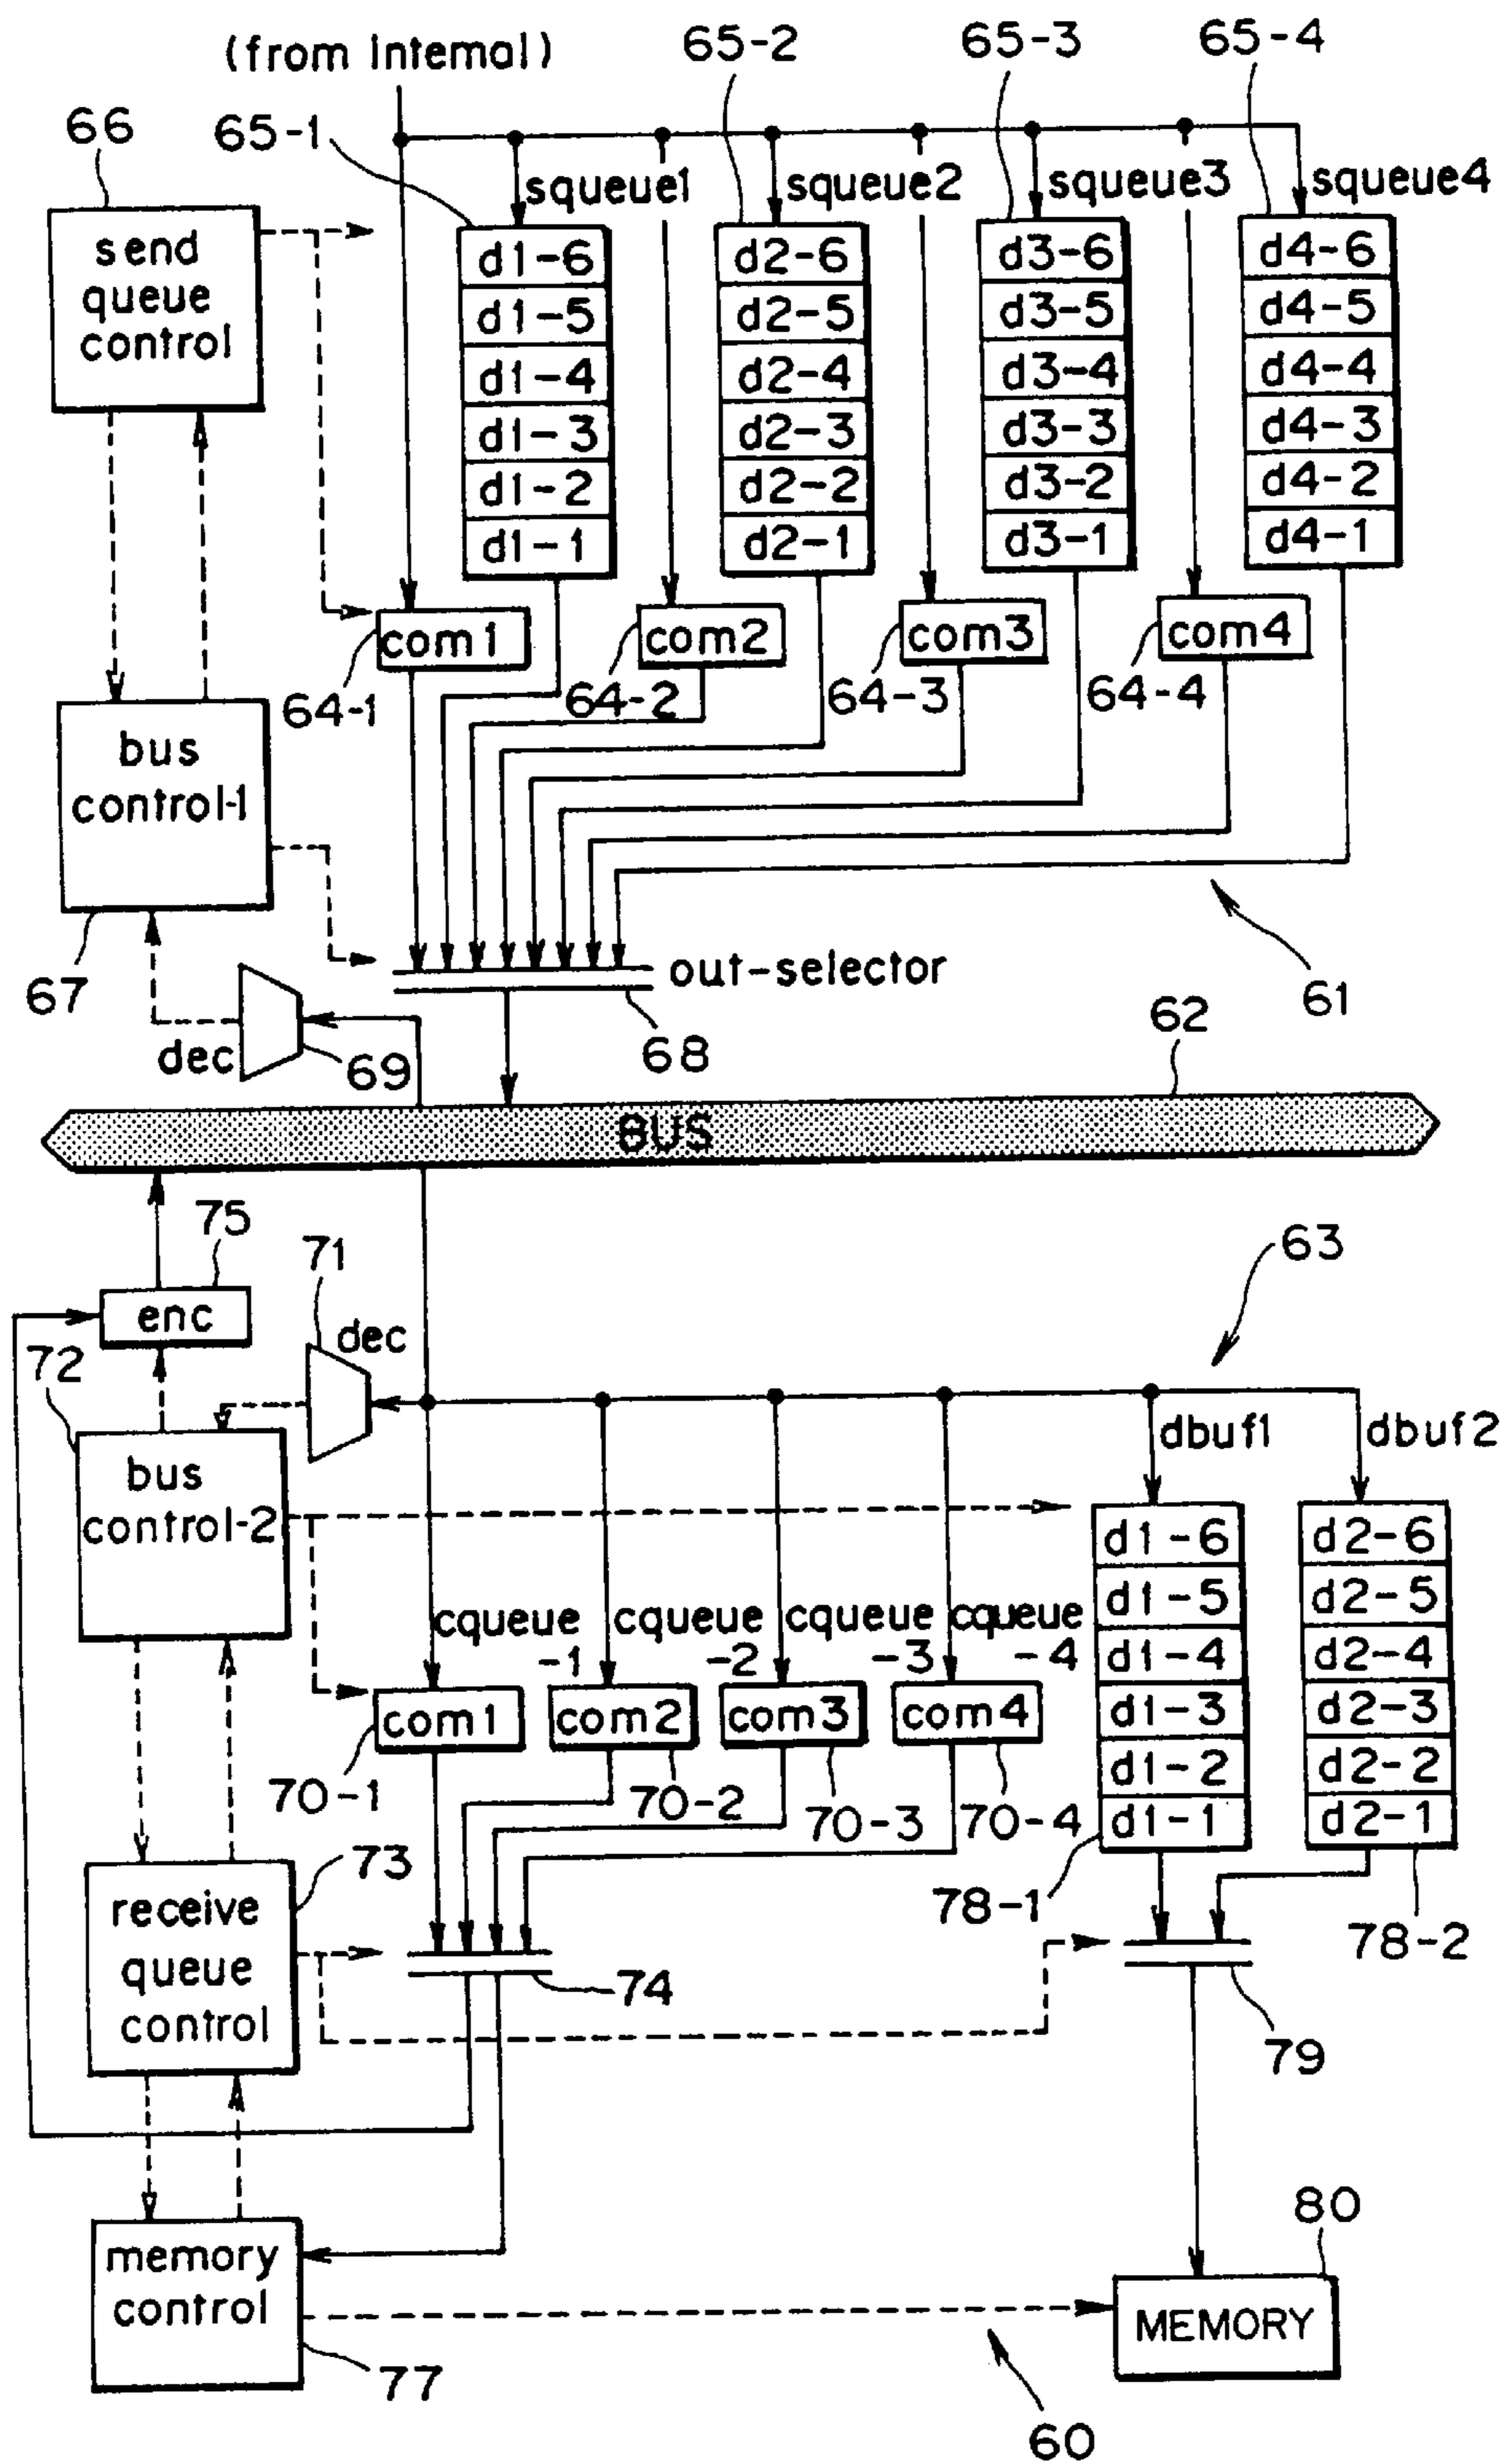 (from Internal)
65-2
65-3
65-4
66
65-1
squeue1
squeue2
squeue3
squeue4
send
queue
control
d1-6
d1-5
d1-4
d1-3
d1-2
d1-1
d2-6
d2-5
d2-4
d2-3
d2-2
d2-1
d3-6
d3-5
d3-4
d3-3
d3-2
d3-1
d4-6
d4-5
d4-4
d4-3
d4-2
d4-1
com1
com2
com3
com4
64-1
64-2
64-3
64-4
bus
control-1
67
out-selector
61
dec
69
68
62
BUS
75
71
63
enc
dec
72
dbuf1
dbuf2
bus
control-2
cqueue
-1
cqueue
-2
cqueue
-3
cqueue
-4
d1-6
d1-5
d1-4
d1-3
d1-2
d1-1
d2-6
d2-5
d2-4
d2-3
d2-2
d2-1
com1
com2
com3
com4
70-1
70-2
70-3
70-4
73
78-1
78-2
receive
queue
control
74
79
memory
control
80
MEMORY
77
60